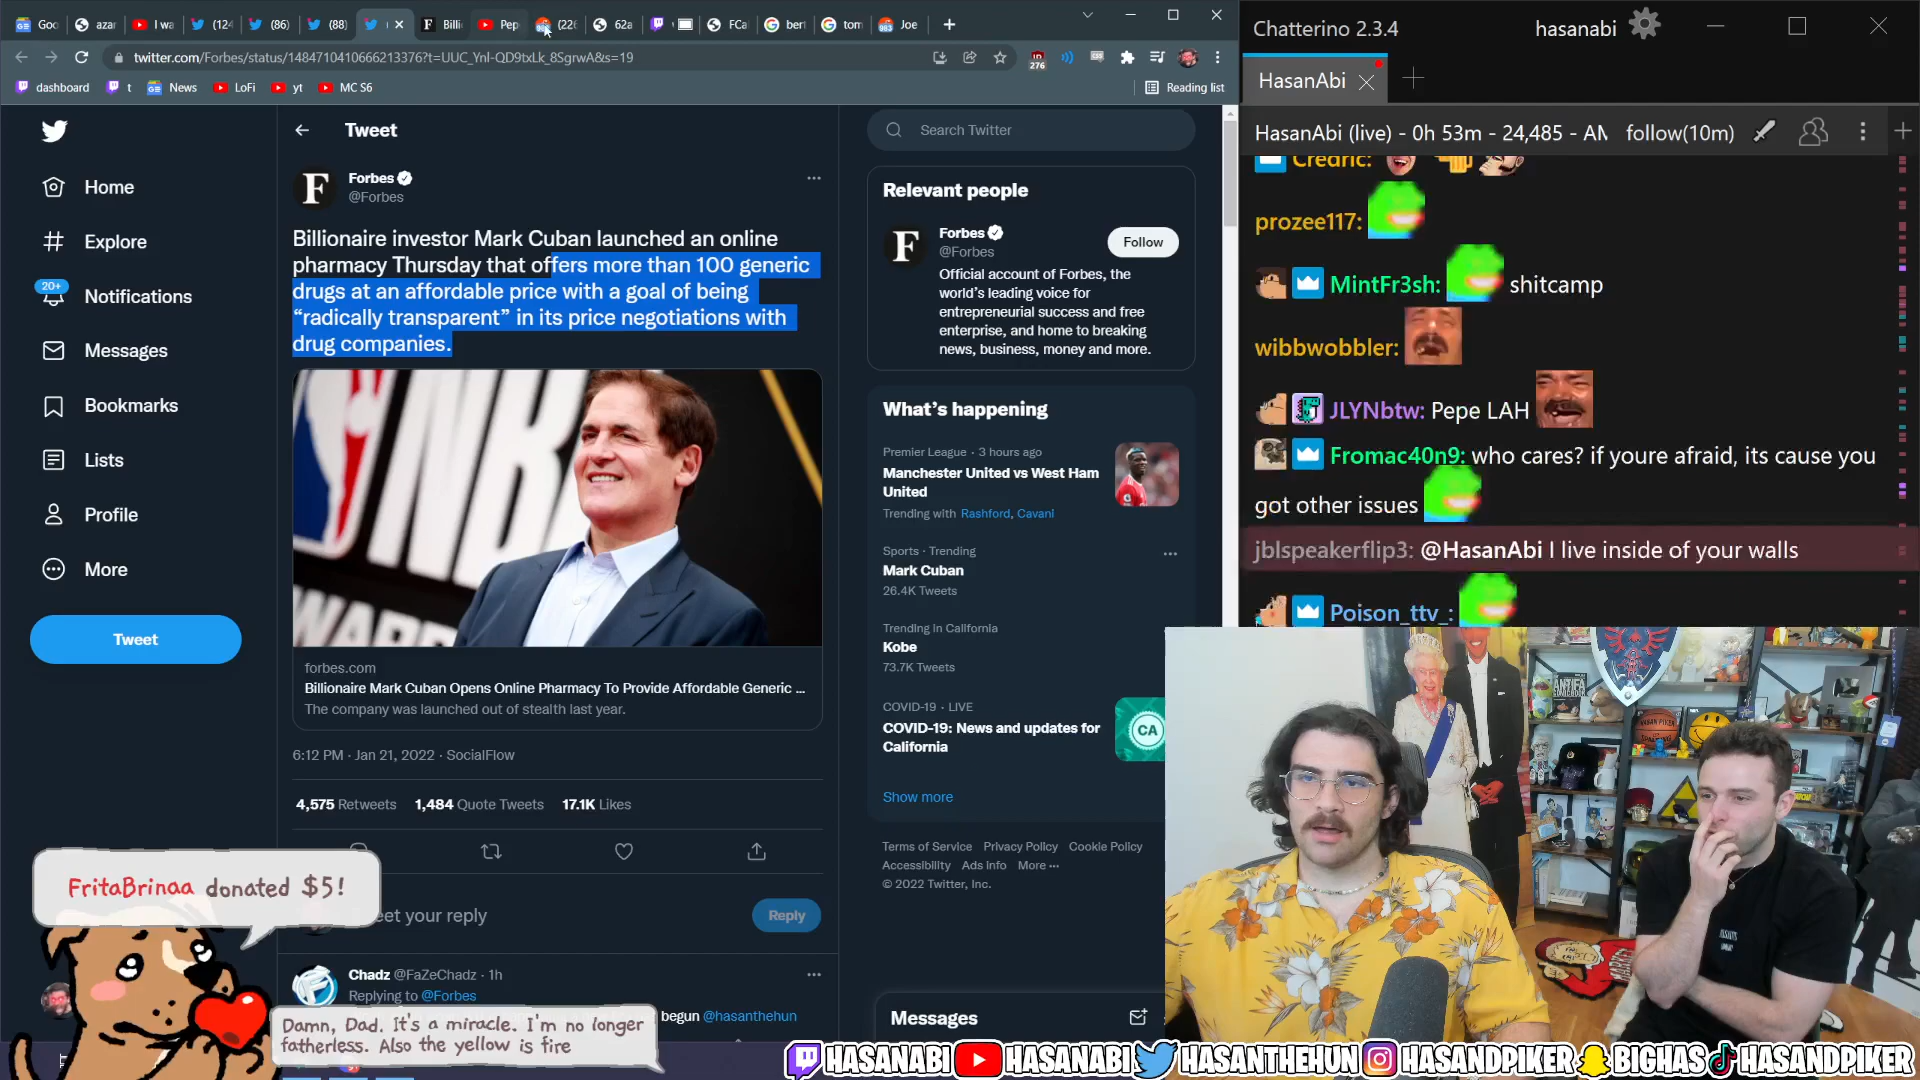 Goo
azar
I wa
(124
(86)
(88)
Billi
Pep
(226
62a
FCa
bert
tom
Joe
twitter.com/Forbes/status/1484710410666213376?t=UUC_YnI-QD9txLk_8SgrwA&s=19
276
dashboard
t
News
LoFi
yt
MC S6
Reading list
Home
Explore
20+
Notifications
Messages
Bookmarks
Lists
Profile
More
Tweet
Tweet
Forbes
@Forbes
Billionaire investor Mark Cuban launched an online
pharmacy Thursday that offers more than 100 generic
drugs at an affordable price with a goal of being
“radically transparent” in its price negotiations with
drug companies.
forbes.com
Billionaire Mark Cuban Opens Online Pharmacy To Provide Affordable Generic ...
The company was launched out of stealth last year.
6:12 PM · Jan 21, 2022 · SocialFlow
4,575 Retweets 1,484 Quote Tweets 17.1K Likes
eet your reply
Reply
Chadz @FaZeChadz · 1h
Replying to @Forbes
begun @hasanthehun
Search Twitter
Relevant people
Forbes
@Forbes
Follow
Official account of Forbes, the
world’s leading voice for
entrepreneurial success and free
enterprise, and home to breaking
news, business, money and more.
What’s happening
Premier League · 3 hours ago
Manchester United vs West Ham
United
Trending with Rashford, Cavani
Sports · Trending
Mark Cuban
26.4K Tweets
Trending in California
Kobe
73.7K Tweets
COVID-19 · LIVE
COVID-19: News and updates for
California
CA
Show more
Terms of Service Privacy Policy Cookie Policy
Accessibility Ads info More ···
© 2022 Twitter, Inc.
Messages
FritaBrinaa donated $5!
Damn, Dad. It's a miracle. I'm no longer
fatherless. Also the yellow is fire
Chatterino 2.3.4
hasanabi
HasanAbi
HasanAbi (live) - 0h 53m - 24,485 - AM
follow(10m)
Credric:
prozee117:
MintFr3sh: shitcamp
wibbwobbler:
JLYNbtw: Pepe LAH
Fromac40n9: who cares? if youre afraid, its cause you
got other issues
jblspeakerflip3: @HasanAbi I live inside of your walls
Poison_ttv_:
HASANABI HASANABI HASANTHEHUN HASANDPIKER BIGHAS HASANDPIKER